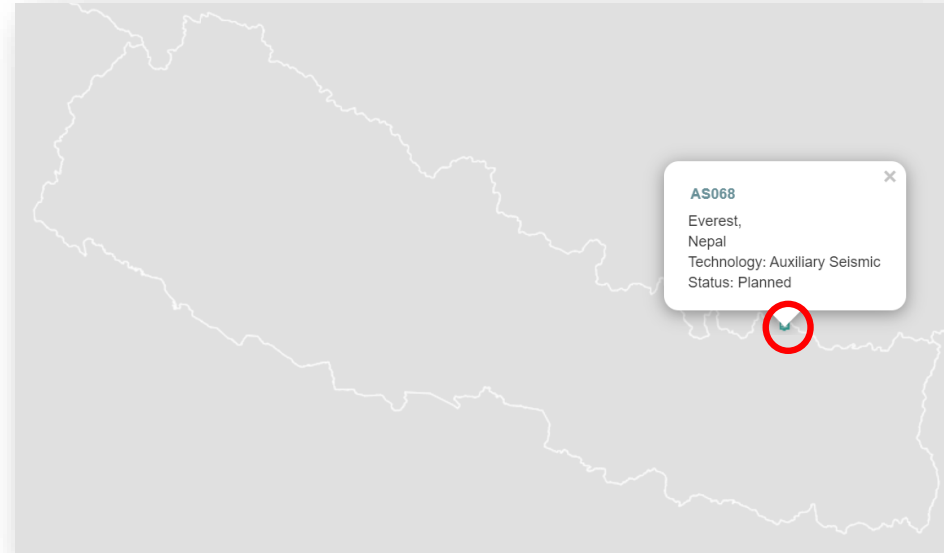 AS068
Everest,
Nepal
Technology: Auxiliary Seismic
Status: Planned